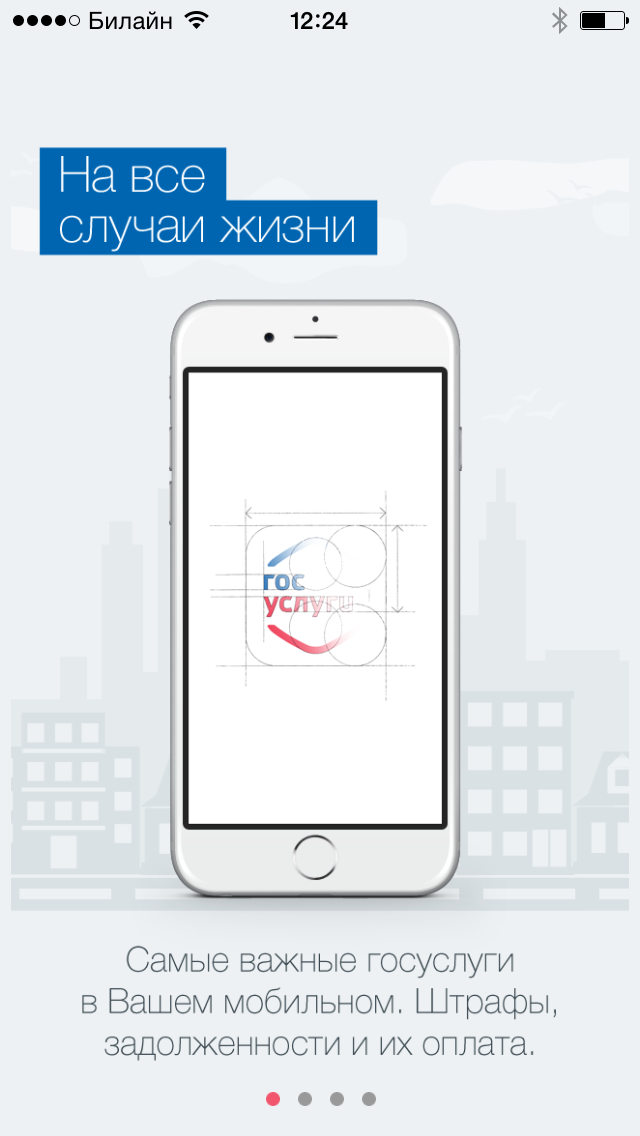 Билайн 12:24
На все
случаи жизни
гос
услуги
Самые важные госуслуги
в Вашем мобильном. Штрафы,
задолженности и их оплата.